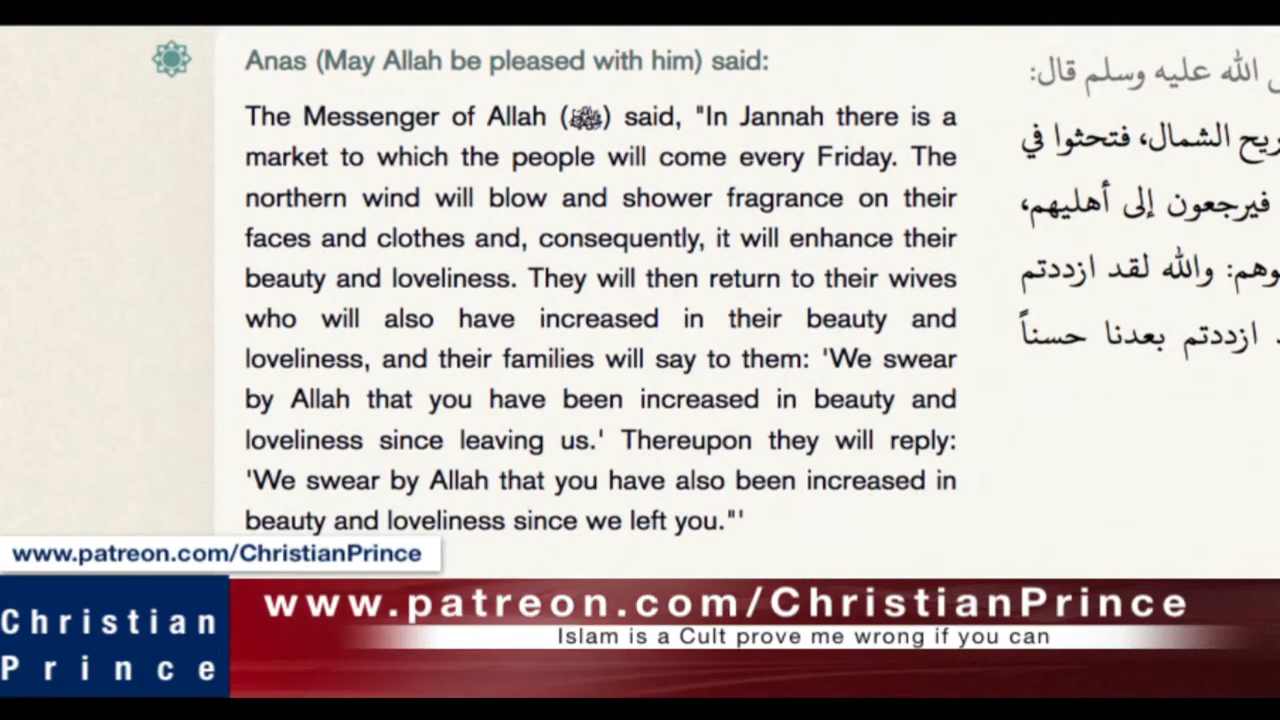 Anas (May Allah be pleased with him) said:
The Messenger of Allah (ﷺ) said, "In Jannah there is a
market to which the people will come every Friday. The
northern wind will blow and shower fragrance on their
faces and clothes and, consequently, it will enhance their
beauty and loveliness. They will then return to their wives
who will also have increased in their beauty and
loveliness, and their families will say to them: 'We swear
by Allah that you have been increased in beauty and
loveliness since leaving us.' Thereupon they will reply:
'We swear by Allah that you have also been increased in
beauty and loveliness since we left you."'
الله عليه وسلم قال:
ريح الشمال، فتحثوا في
فيرجعون إلى أهليهم،
وهم: والله لقد ازددتم
ازددتم بعدنا حسناً
www.patreon.com/ChristianPrince
Christian
Prince
www.patreon.com/ChristianPrince
Islam is a Cult prove me wrong if you can